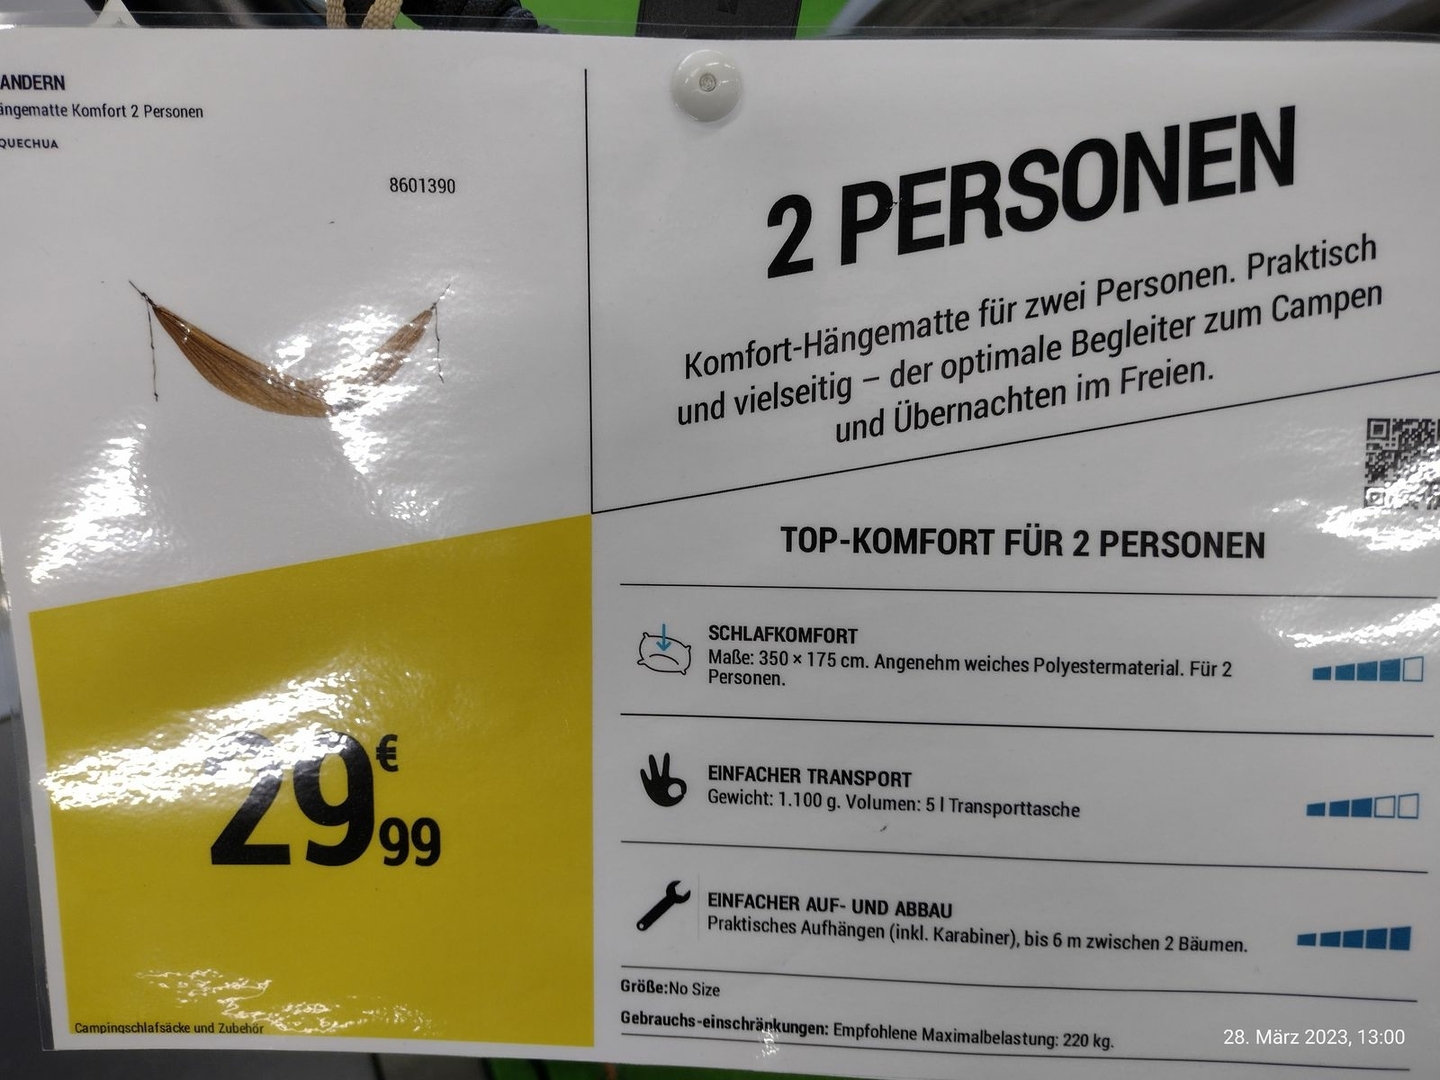 ANDERN
ängematte Komfort 2 Personen
QUECHUA
8601390
2 PERSONEN
Komfort-Hängematte für zwei Personen. Praktisch
und vielseitig – der optimale Begleiter zum Campen
und Übernachten im Freien.
TOP-KOMFORT FÜR 2 PERSONEN
SCHLAFKOMFORT
Maße: 350 × 175 cm. Angenehm weiches Polyestermaterial. Für 2
Personen.
EINFACHER TRANSPORT
Gewicht: 1.100 g. Volumen: 5 l Transporttasche
EINFACHER AUF- UND ABBAU
Praktisches Aufhängen (inkl. Karabiner), bis 6 m zwischen 2 Bäumen.
Größe:No Size
Gebrauchs-einschränkungen: Empfohlene Maximalbelastung: 220 kg.
29€99
Campingschlafsäcke und Zubehör
28. März 2023, 13:00